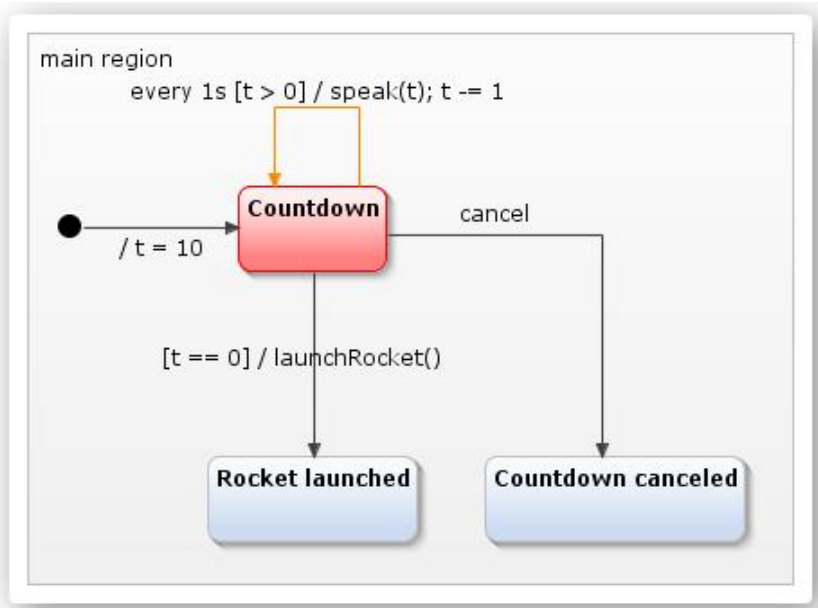 main region
every 1s [t > 0] / speak(t); t -= 1
Countdown
cancel
/ t = 10
[t == 0] / launchRocket()
Rocket launched
Countdown canceled